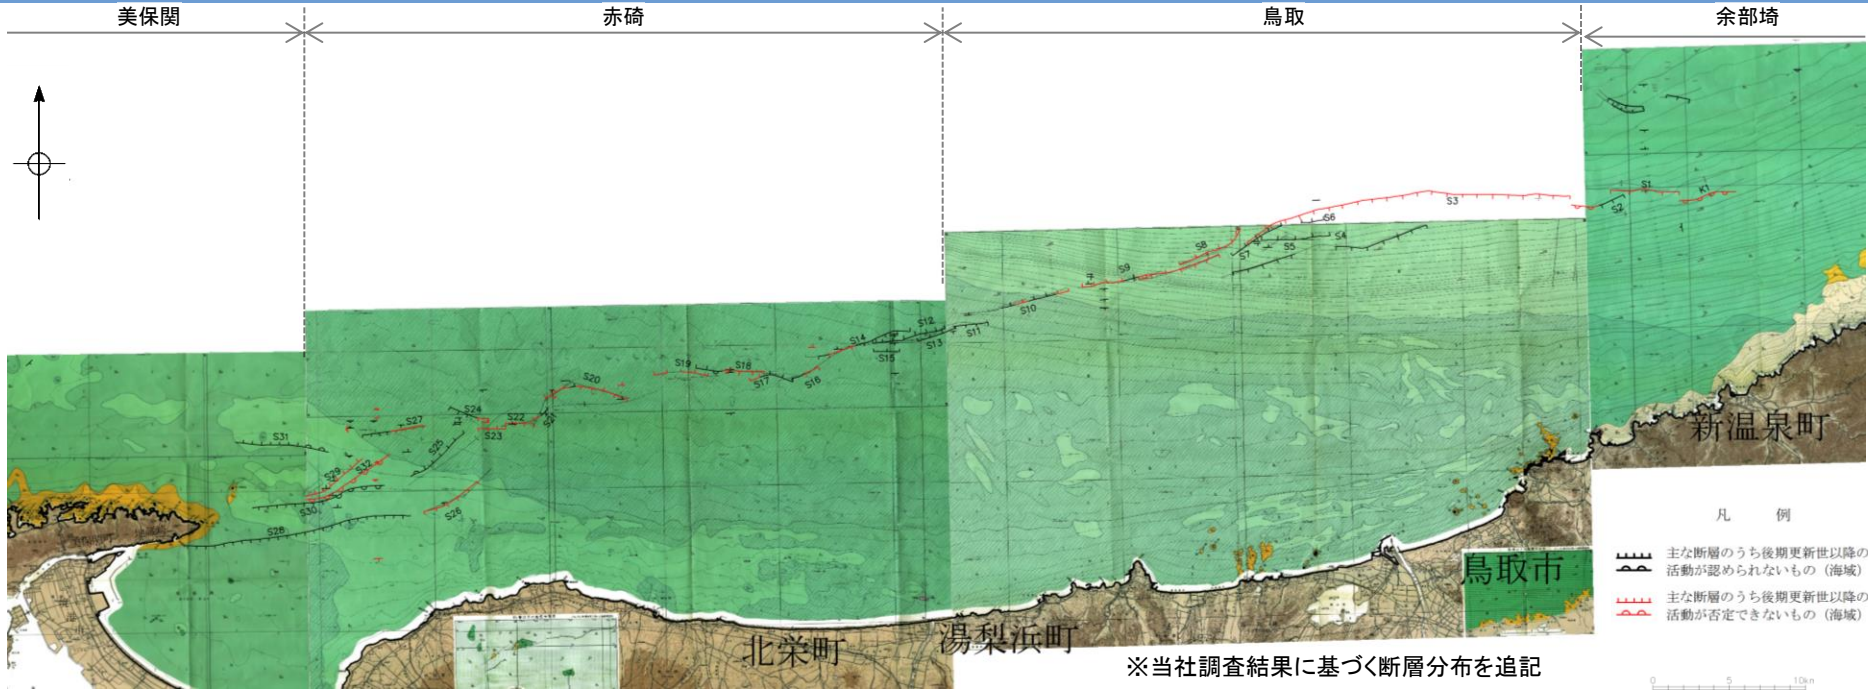 美保関
赤碕
鳥取
余部埼
S1
K1
S2
S3
S6
S4
S5
S7
S8
S9
S10
S11
S12
S13
S14
S15
S16
S17
S18
S19
S20
S21
S22
S23
S24
S25
S26
S27
S28
S29
S30
S31
S32
新温泉町
鳥取市
湯梨浜町
北栄町
凡 例
主な断層のうち後期更新世以降の
活動が認められないもの(海域)
主な断層のうち後期更新世以降の
活動が否定できないもの(海域)
※当社調査結果に基づく断層分布を追記
0 5 10km